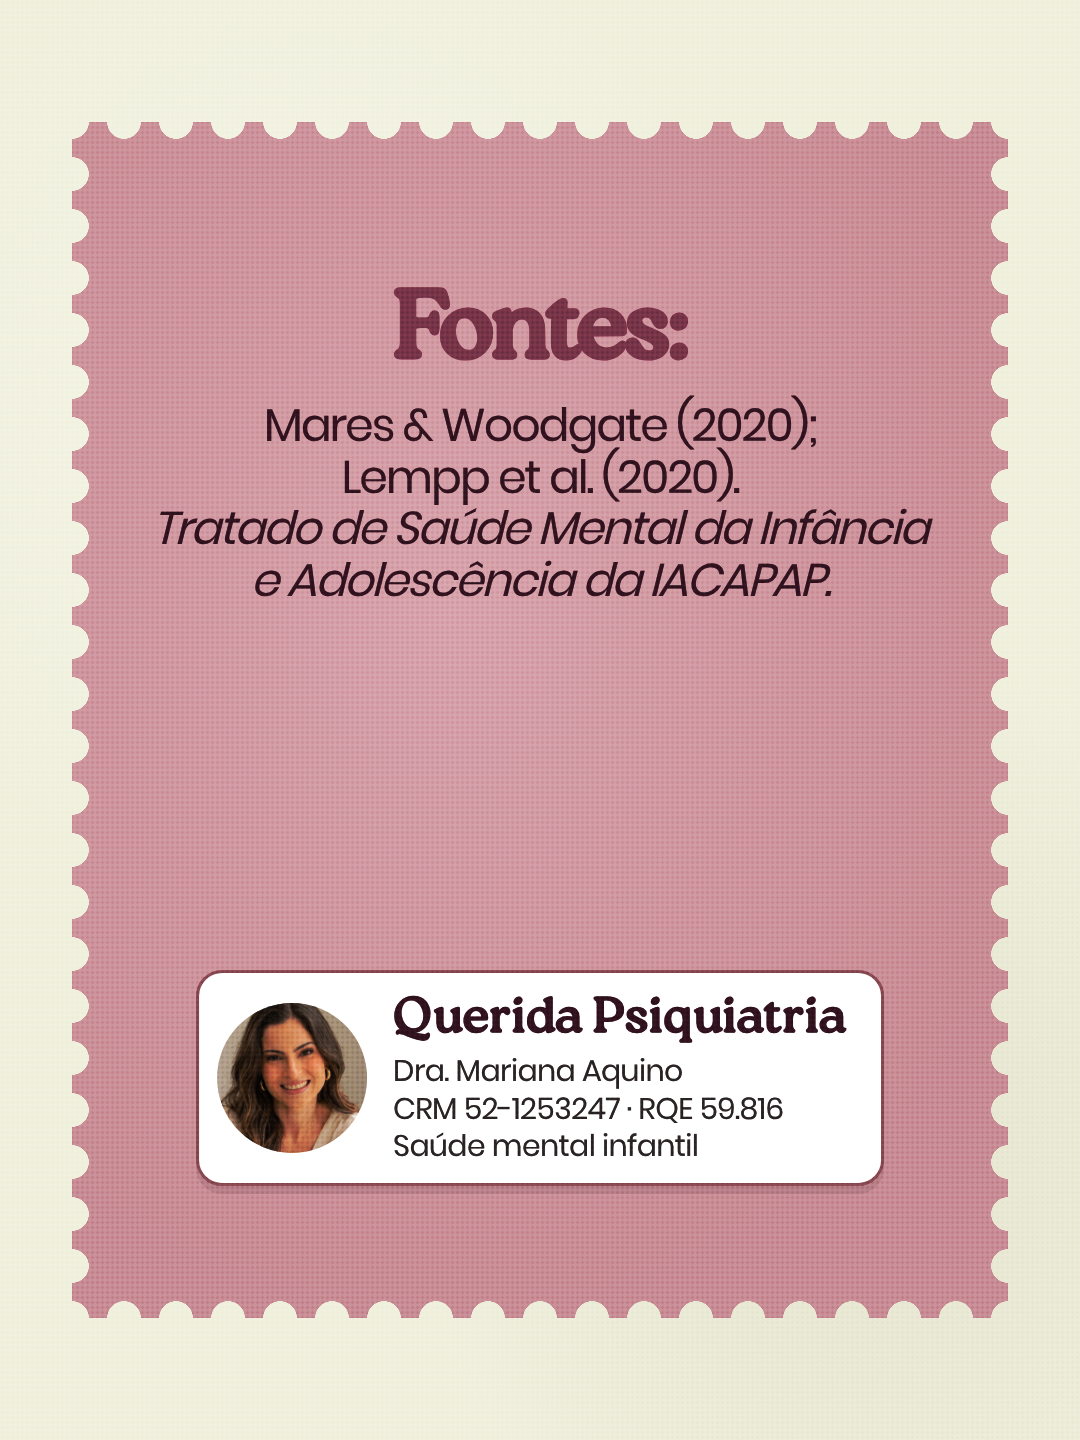 Fontes:
Mares & Woodgate (2020);
Lempp et al. (2020).
Tratado de Saúde Mental da Infância
e Adolescência da IACAPAP.
Querida Psiquiatria
Dra. Mariana Aquino
CRM 52-1253247 · RQE 59.816
Saúde mental infantil